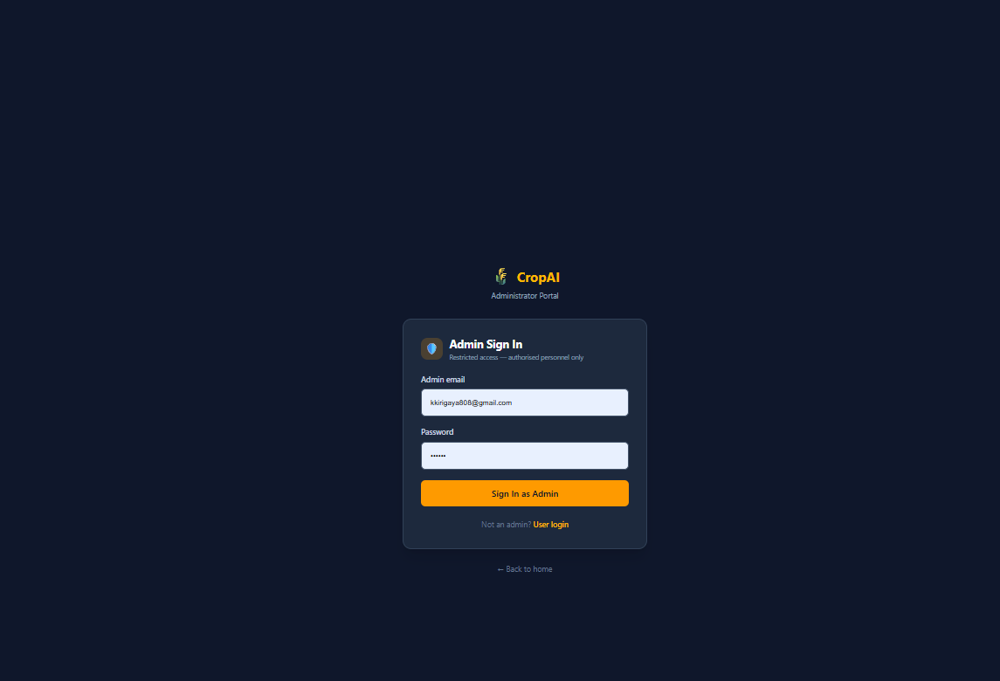 CropAI
Administrator Portal
Admin Sign In
Restricted access — authorised personnel only
Admin email
kkirigaya808@gmail.com
Password
••••••
Sign In as Admin
Not an admin? User login
← Back to home